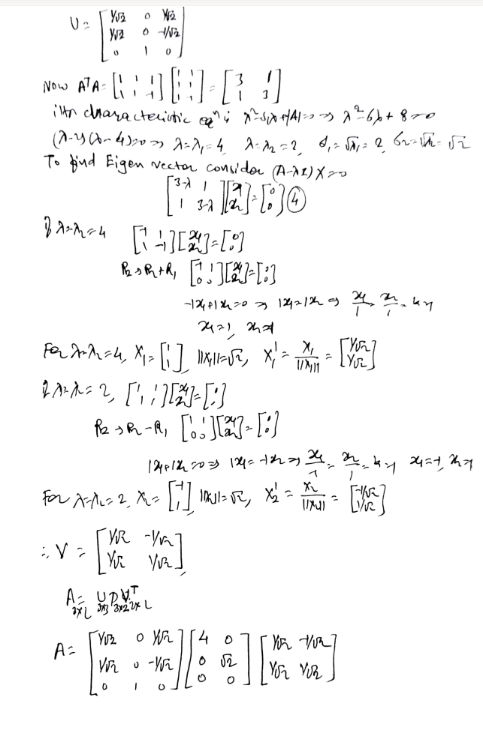 U = [1/√2 0 1/√2
1/√2 0 -1/√2
0 1 0]
Now AᵀA = [1 1 -1
1 1 1] [ ] = [3 1
1 3]
characteristic eqⁿ λ² - S₁λ + |A| = 0 ⇒ λ² - 6λ + 8 = 0
(λ-2)(λ-4)=0 ⇒ λ = λ₁ = 4, λ = λ₂ = 2, σ₁ = √λ₁ = 2, σ₂ = √λ₂ = √2
To find Eigen vector consider (A-λI)X=0
[3-λ 1
1 3-λ] [x₁
x₂] = [0
0] ④
λ=λ₁=4 [-1 1
1 -1] [x₁
x₂] = [0
0]
R₂→R₂+R₁ [-1 1
0 0] [x₁
x₂] = [0
0]
-1x₁+1x₂=0 ⇒ 1x₁=1x₂ ⇒ x₁/1 = x₂/1 = k=1
x₁=1, x₂=1
For λ=λ₁=4, X₁ = [1
1], ||X₁||=√2, X₁' = X₁/||X₁|| = [1/√2
1/√2]
λ=λ₂=2, [1 1
1 1] [x₁
x₂] = [0
0]
R₂→R₂-R₁ [1 1
0 0] [x₁
x₂] = [0
0]
1x₁+1x₂=0 ⇒ 1x₁=-1x₂ ⇒ x₁/-1 = x₂/1 = k=1 x₁=-1, x₂=1
For λ=λ₂=2, X₂ = [-1
1], ||X₂||=√2, X₂' = X₂/||X₂|| = [-1/√2
1/√2]
∴ V = [1/√2 -1/√2
1/√2 1/√2]
A = U D Vᵀ
3×2 3×3 3×2 2×2
A = [1/√2 0 1/√2
1/√2 0 -1/√2
0 1 0] [4 0
0 √2
0 0] [1/√2 -1/√2
1/√2 1/√2]